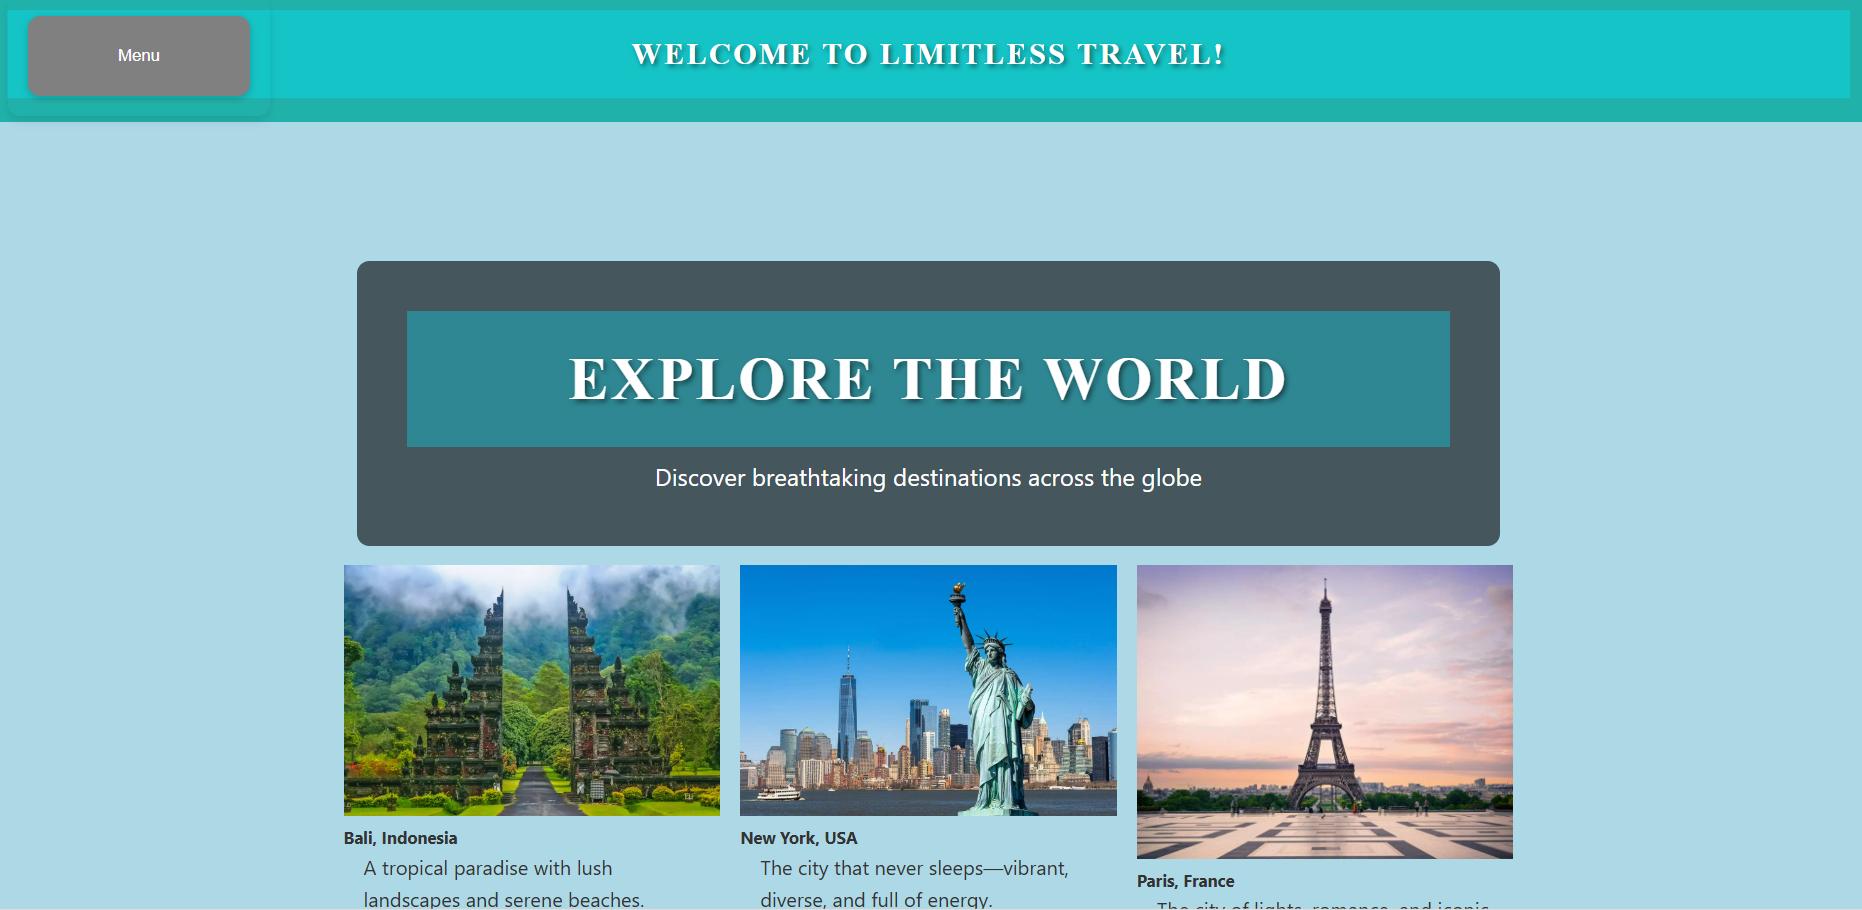 Menu
WELCOME TO LIMITLESS TRAVEL!
EXPLORE THE WORLD
Discover breathtaking destinations across the globe
Bali, Indonesia
A tropical paradise with lush
landscapes and serene beaches.
New York, USA
The city that never sleeps—vibrant,
diverse, and full of energy.
Paris, France
The city of lights, romance, and iconic